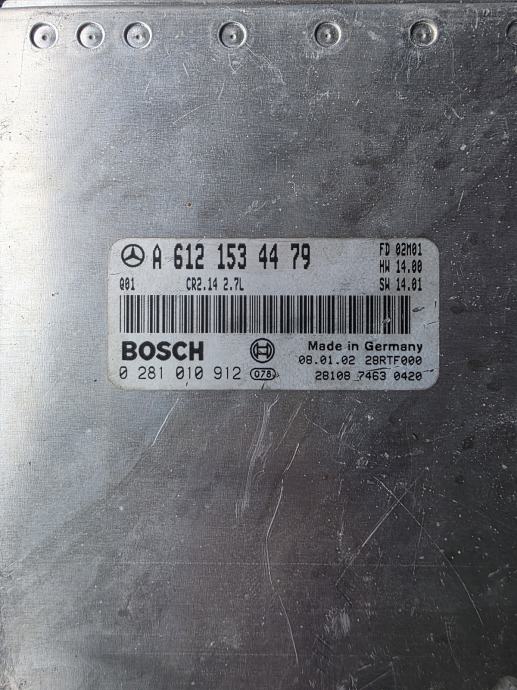 A 612 153 44 79
FD 02M01
HW 14.00
Q01 CR2.14 2.7L SW 14.01
BOSCH Made in Germany
08.01.02 28RTF000
0 281 010 912 078 28108 7463 0420